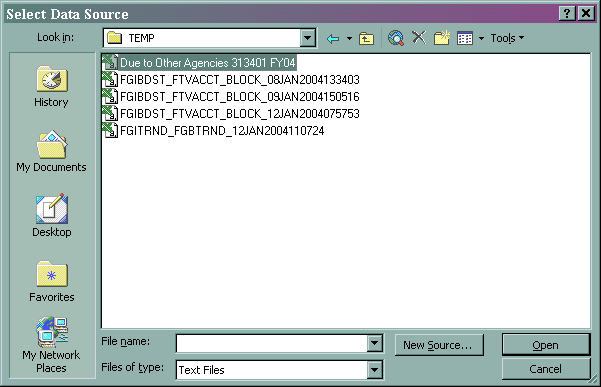 Select Data Source
Look in: TEMP Tools
Due to Other Agencies 313401 FY04
FGIBDST_FTVACCT_BLOCK_08JAN2004133403
FGIBDST_FTVACCT_BLOCK_09JAN2004150516
FGIBDST_FTVACCT_BLOCK_12JAN2004075753
FGITRND_FGBTRND_12JAN2004110724
History
My Documents
Desktop
Favorites
My Network
Places
File name: New Source... Open
Files of type: Text Files Cancel